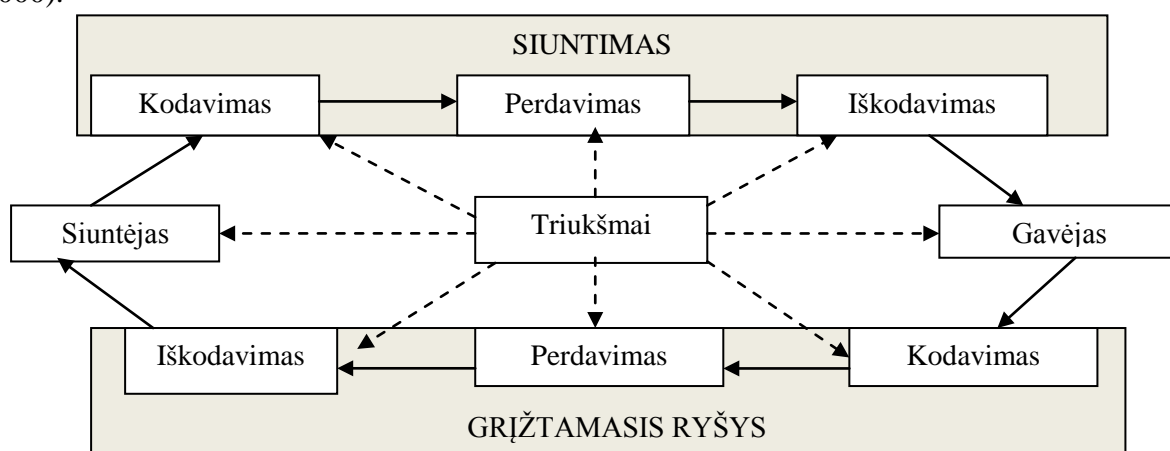 SIUNTIMAS
Kodavimas
Perdavimas
Iškodavimas
Siuntėjas
Triukšmai
Gavėjas
Iškodavimas
Perdavimas
Kodavimas
GRĮŽTAMASIS RYŠYS